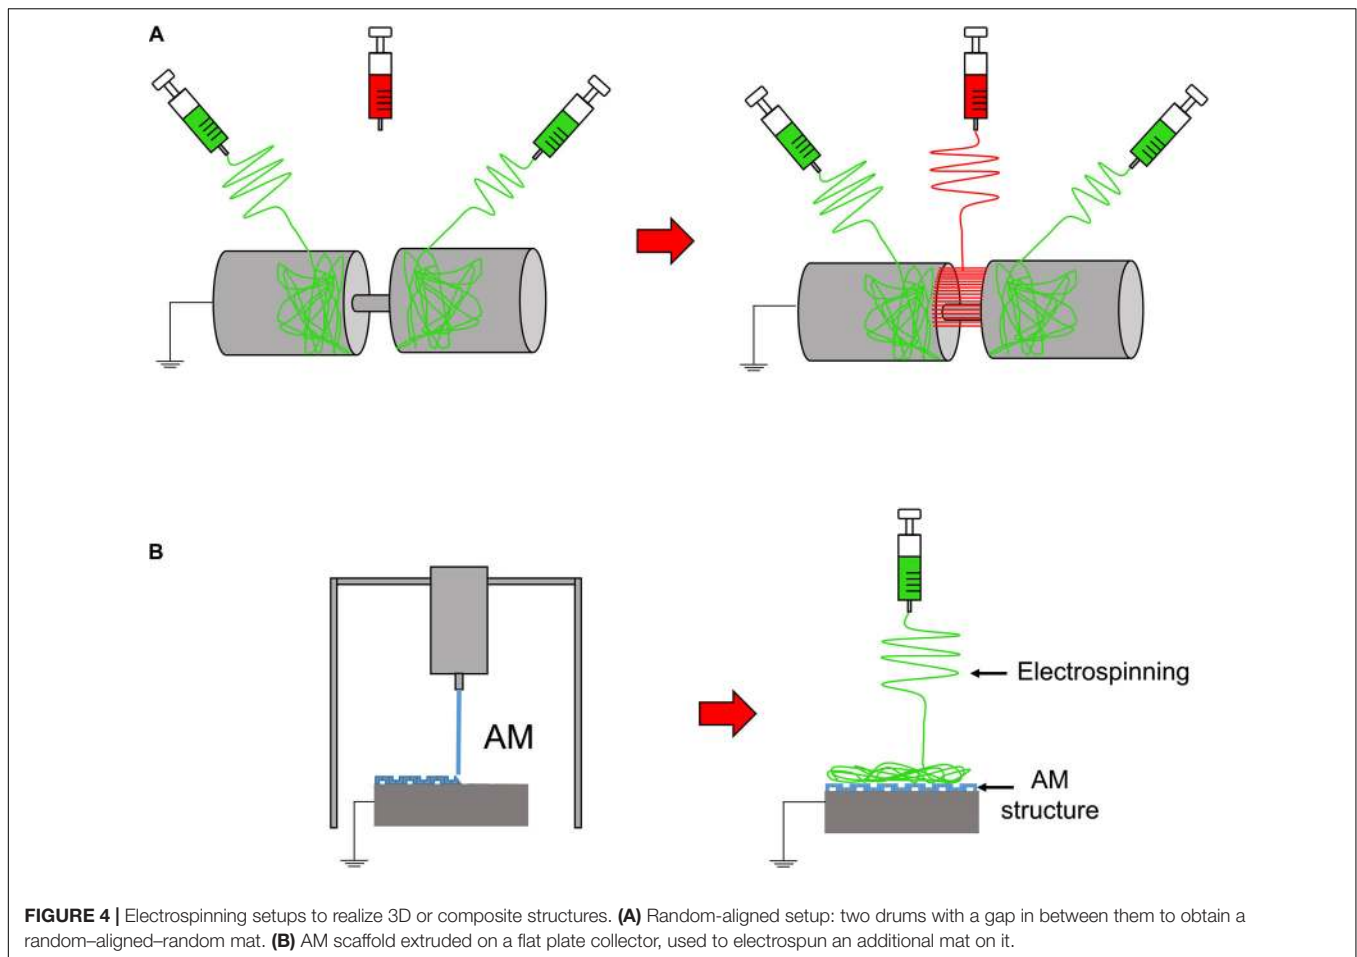 A
B
AM
Electrospinning
AM
structure
FIGURE 4 | Electrospinning setups to realize 3D or composite structures. (A) Random-aligned setup: two drums with a gap in between them to obtain a
random–aligned–random mat. (B) AM scaffold extruded on a flat plate collector, used to electrospun an additional mat on it.